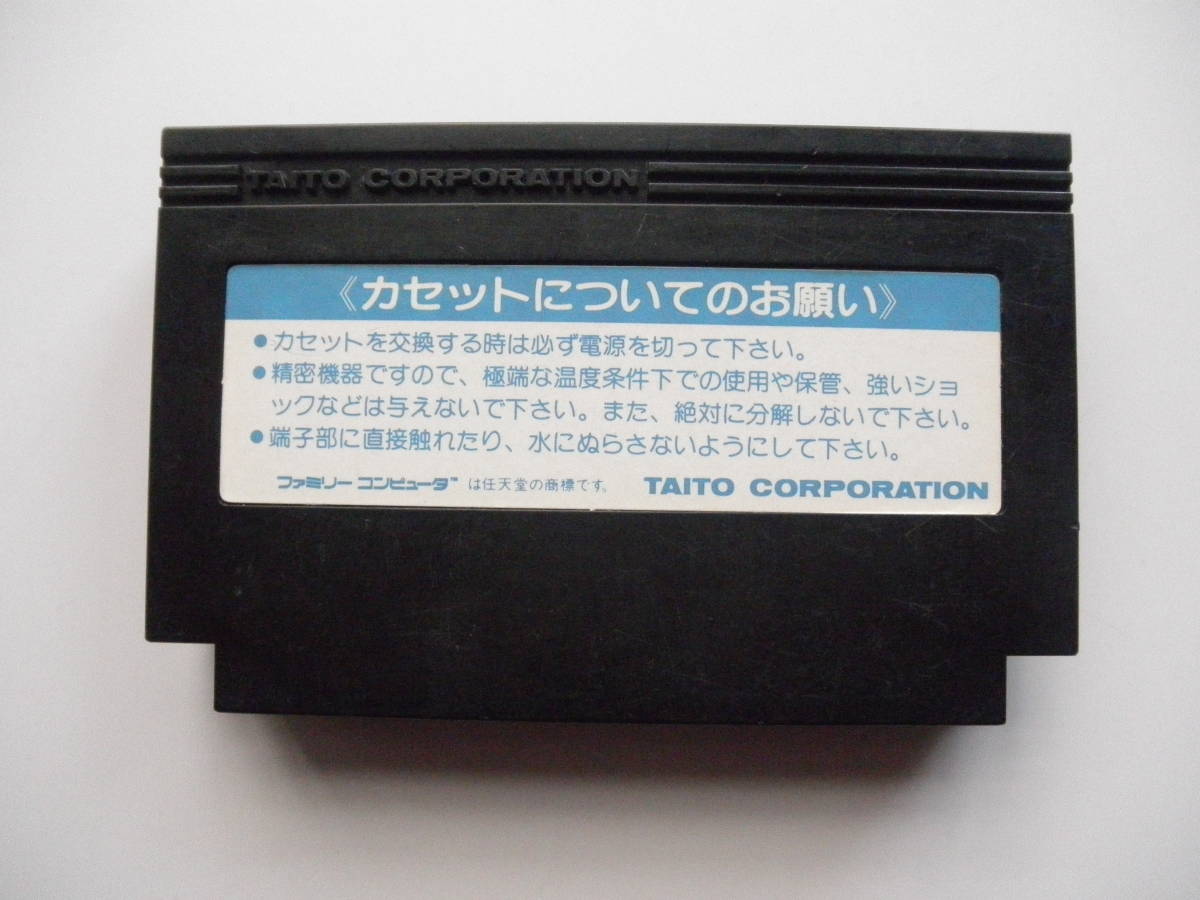 TAITO CORPORATION
《カセットについてのお願い》
●カセットを交換する時は必ず電源を切って下さい。
●精密機器ですので、極端な温度条件下での使用や保管、強いショ
ックなどは与えないで下さい。また、絶対に分解しないで下さい。
●端子部に直接触れたり、水にぬらさないようにして下さい。
ファミリー コンピュータ™ は任天堂の商標です。 TAITO CORPORATION